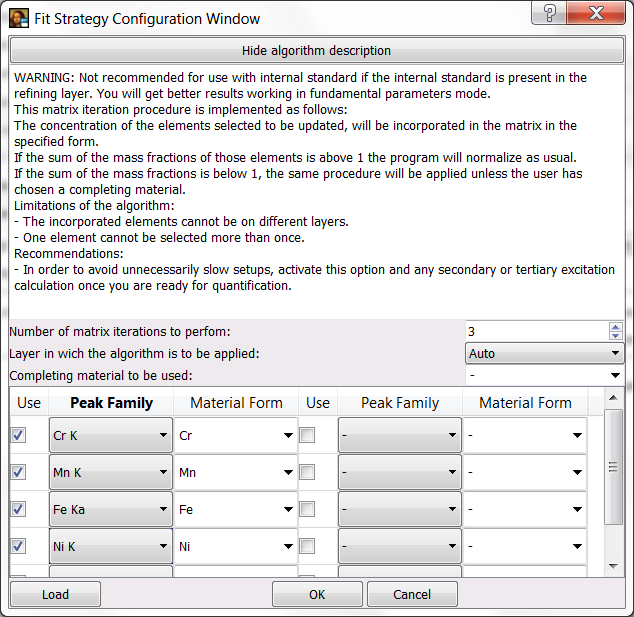 Fit Strategy Configuration Window
Hide algorithm description
WARNING: Not recommended for use with internal standard if the internal standard is present in the
refining layer. You will get better results working in fundamental parameters mode.
This matrix iteration procedure is implemented as follows:
The concentration of the elements selected to be updated, will be incorporated in the matrix in the
specified form.
If the sum of the mass fractions of those elements is above 1 the program will normalize as usual.
If the sum of the mass fractions is below 1, the same procedure will be applied unless the user has
chosen a completing material.
Limitations of the algorithm:
- The incorporated elements cannot be on different layers.
- One element cannot be selected more than once.
Recommendations:
- In order to avoid unnecessarily slow setups, activate this option and any secondary or tertiary excitation
calculation once you are ready for quantification.
Number of matrix iterations to perfom: 3
Layer in wich the algorithm is to be applied: Auto
Completing material to be used: -
Use Peak Family Material Form Use Peak Family Material Form
Cr K Cr - -
Mn K Mn - -
Fe Ka Fe - -
Ni K Ni - -
Load OK Cancel